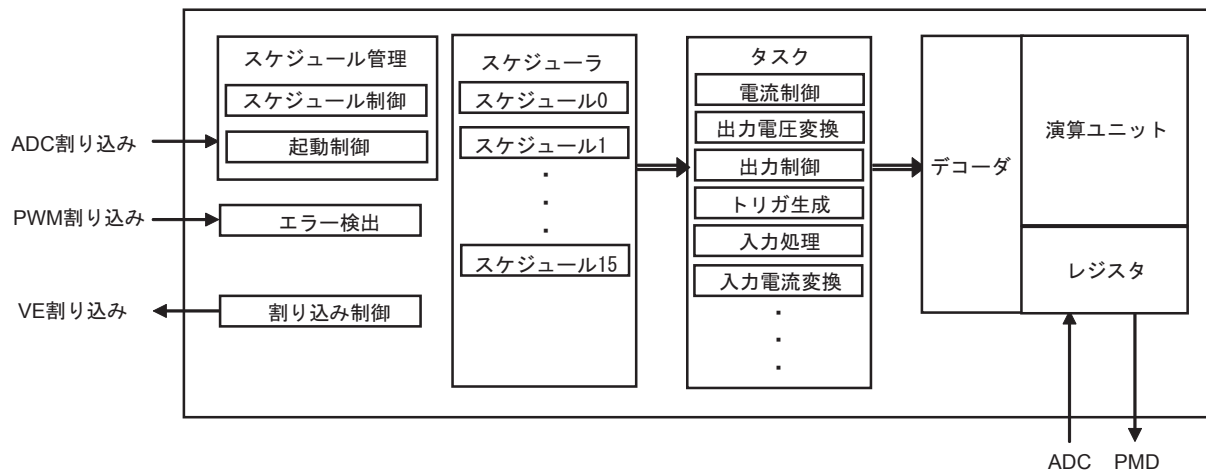 スケジュール管理
スケジュール制御
起動制御
エラー検出
割り込み制御
ADC割り込み
PWM割り込み
VE割り込み
スケジューラ
スケジュール0
スケジュール1
・
・
・
スケジュール15
タスク
電流制御
出力電圧変換
出力制御
トリガ生成
入力処理
入力電流変換
・
・
・
デコーダ
演算ユニット
レジスタ
ADC
PMD